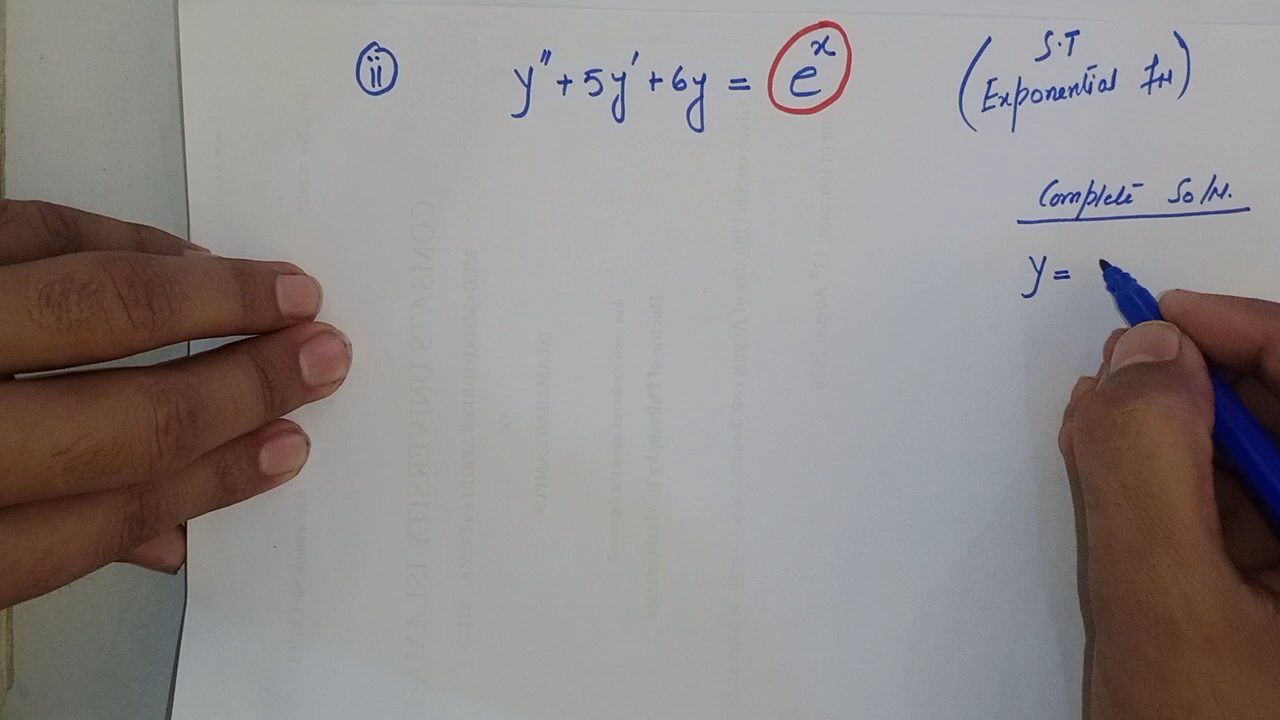 ii y" + 5y' + 6y = e^x
(S.T
Exponential fn)
Complete Soln.
y =